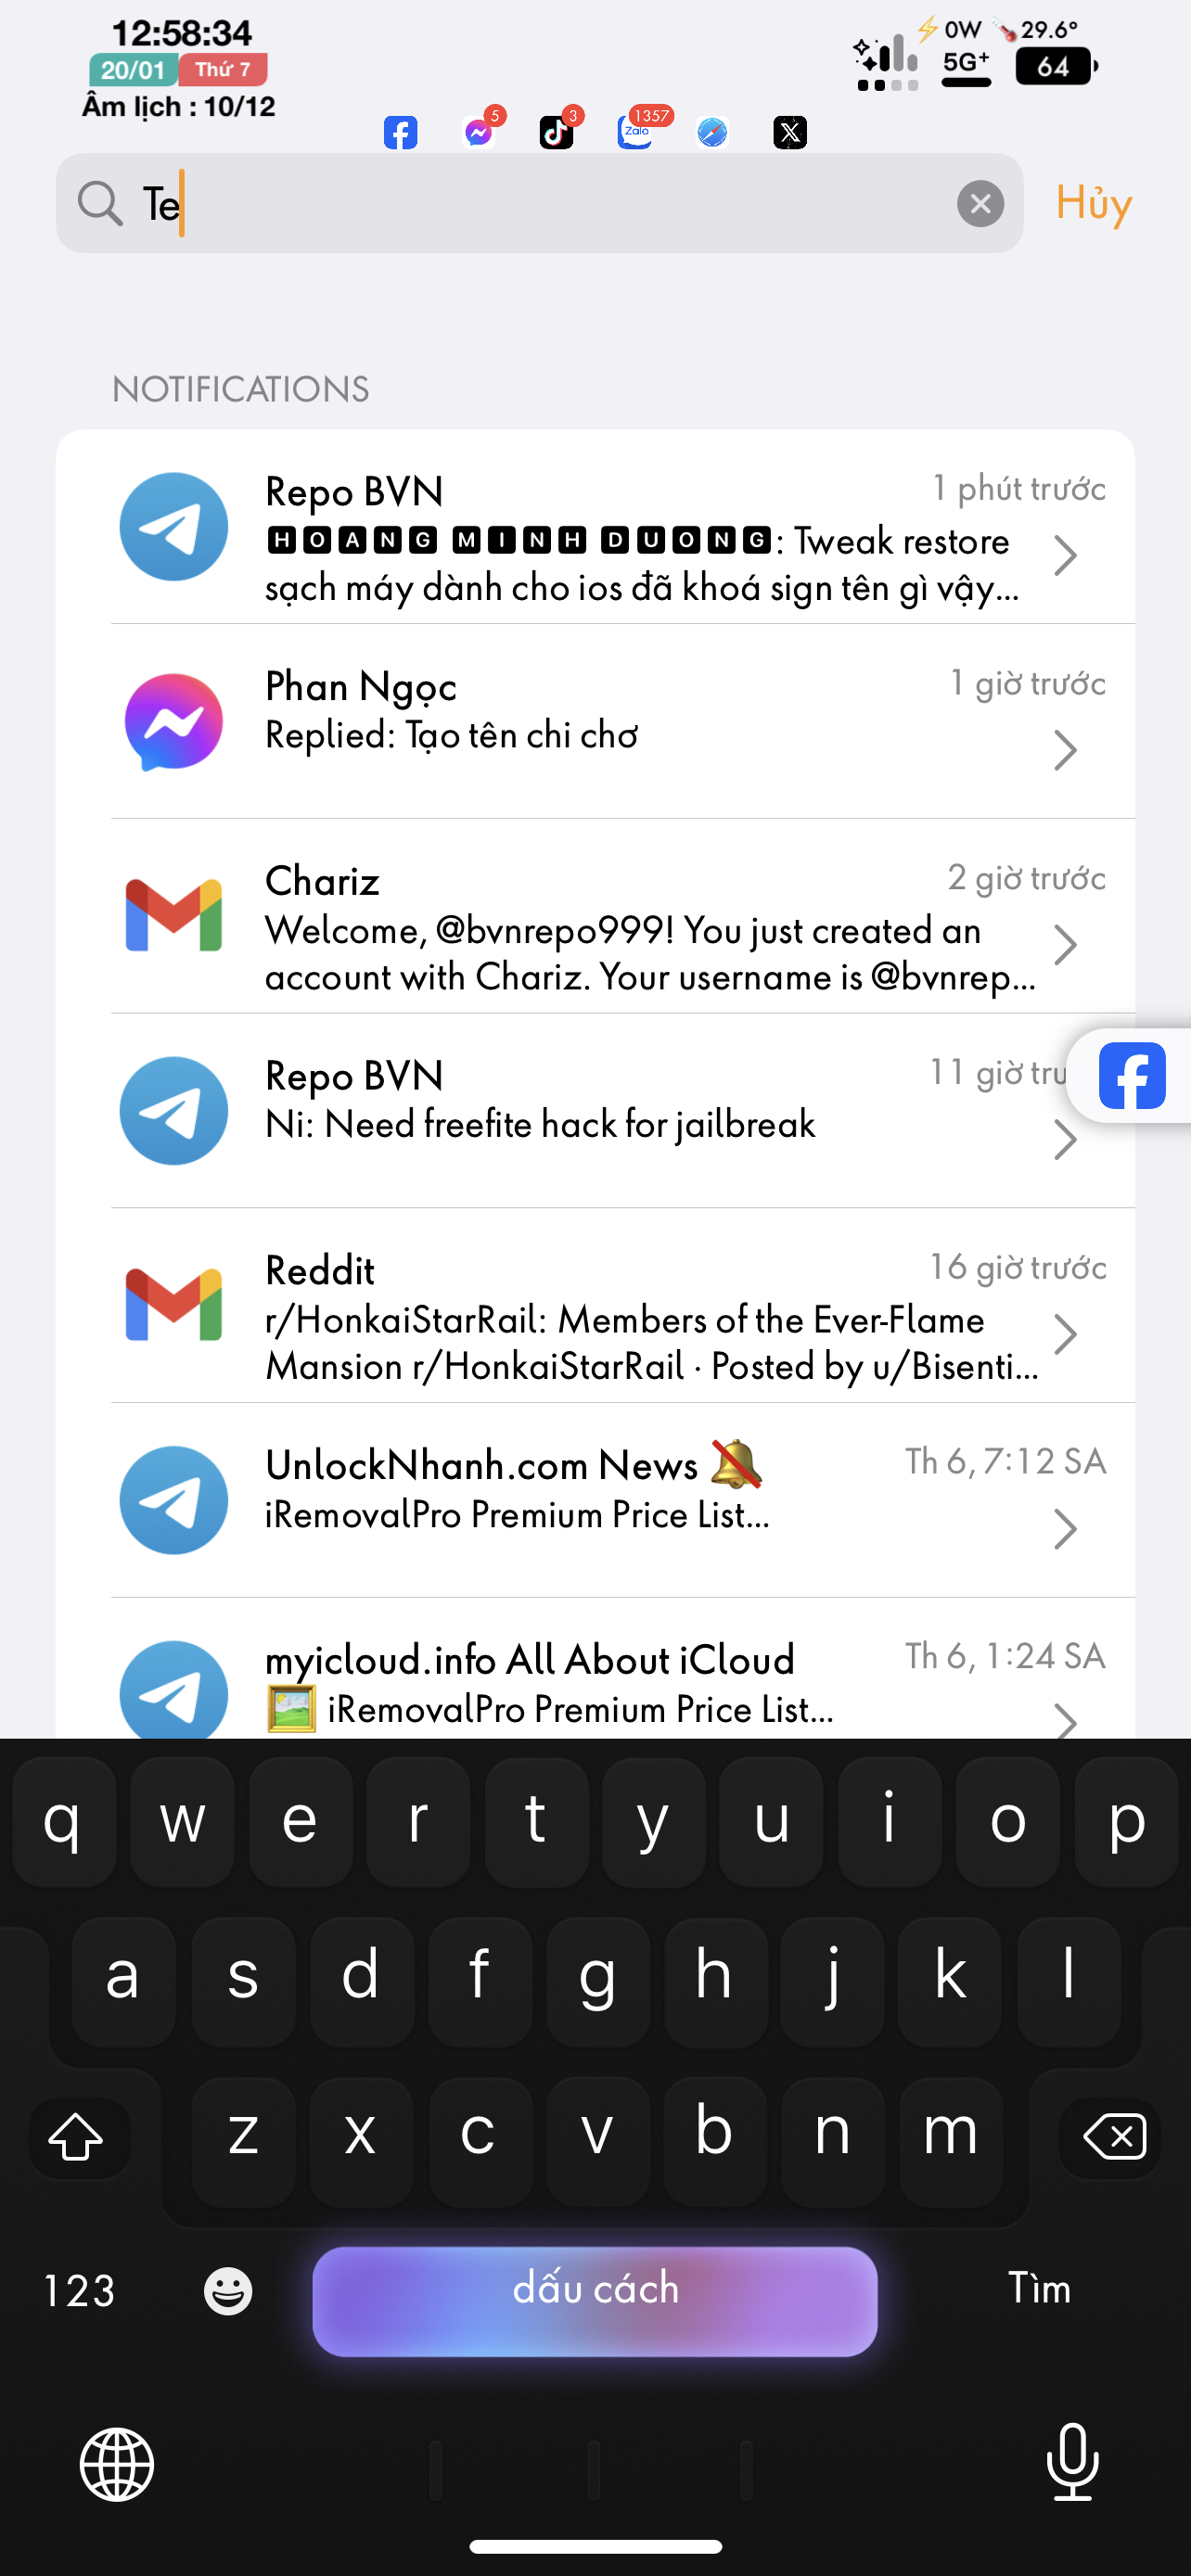 12:58:34
20/01 Thứ 7
Âm lịch : 10/12
0W 29.6°
5G+ 64
5 3 1357
Zalo
Te
Hủy
NOTIFICATIONS
Repo BVN 1 phút trước
HOANG MINH DUONG: Tweak restore
sạch máy dành cho ios đã khoá sign tên gì vậy...
Phan Ngọc 1 giờ trước
Replied: Tạo tên chi chơ
Chariz 2 giờ trước
Welcome, @bvnrepo999! You just created an
account with Chariz. Your username is @bvnrep...
Repo BVN 11 giờ trư
Ni: Need freefite hack for jailbreak
Reddit 16 giờ trước
r/HonkaiStarRail: Members of the Ever-Flame
Mansion r/HonkaiStarRail · Posted by u/Bisenti...
UnlockNhanh.com News Th 6, 7:12 SA
iRemovalPro Premium Price List...
myicloud.info All About iCloud Th 6, 1:24 SA
iRemovalPro Premium Price List...
q w e r t y u i o p
a s d f g h j k l
z x c v b n m
123 dấu cách Tìm